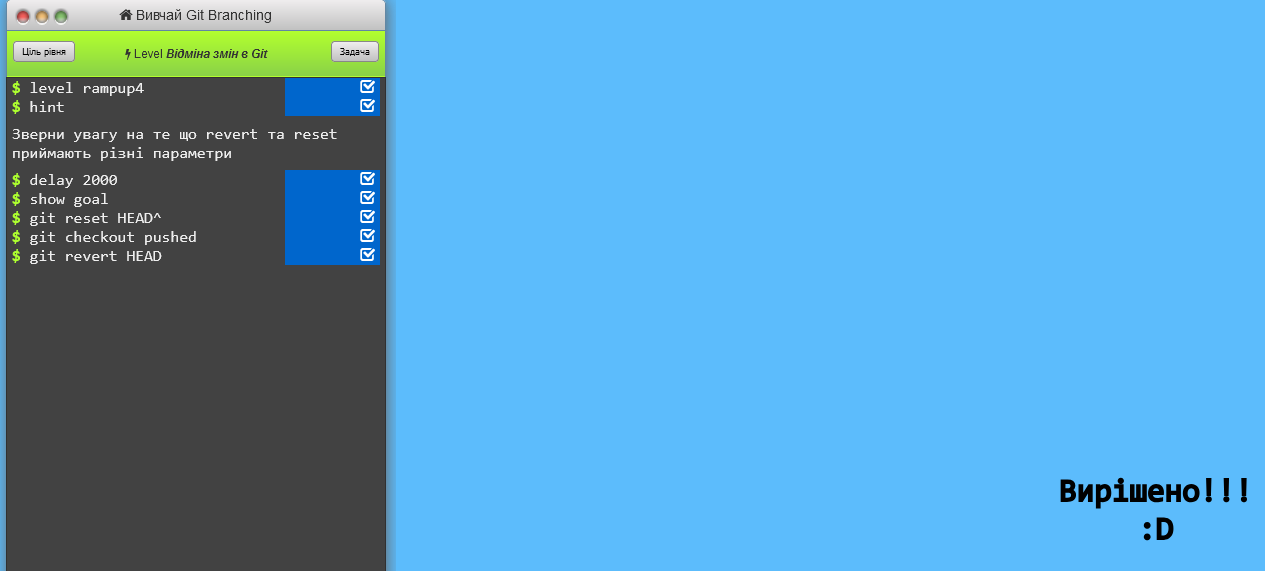 Вивчай Git Branching
Ціль рівня
Level Відміна змін в Git
Задача
$ level rampup4
$ hint
Зверни увагу на те що revert та reset
приймають різні параметри
$ delay 2000
$ show goal
$ git reset HEAD^
$ git checkout pushed
$ git revert HEAD
Вирішено!!!
:D